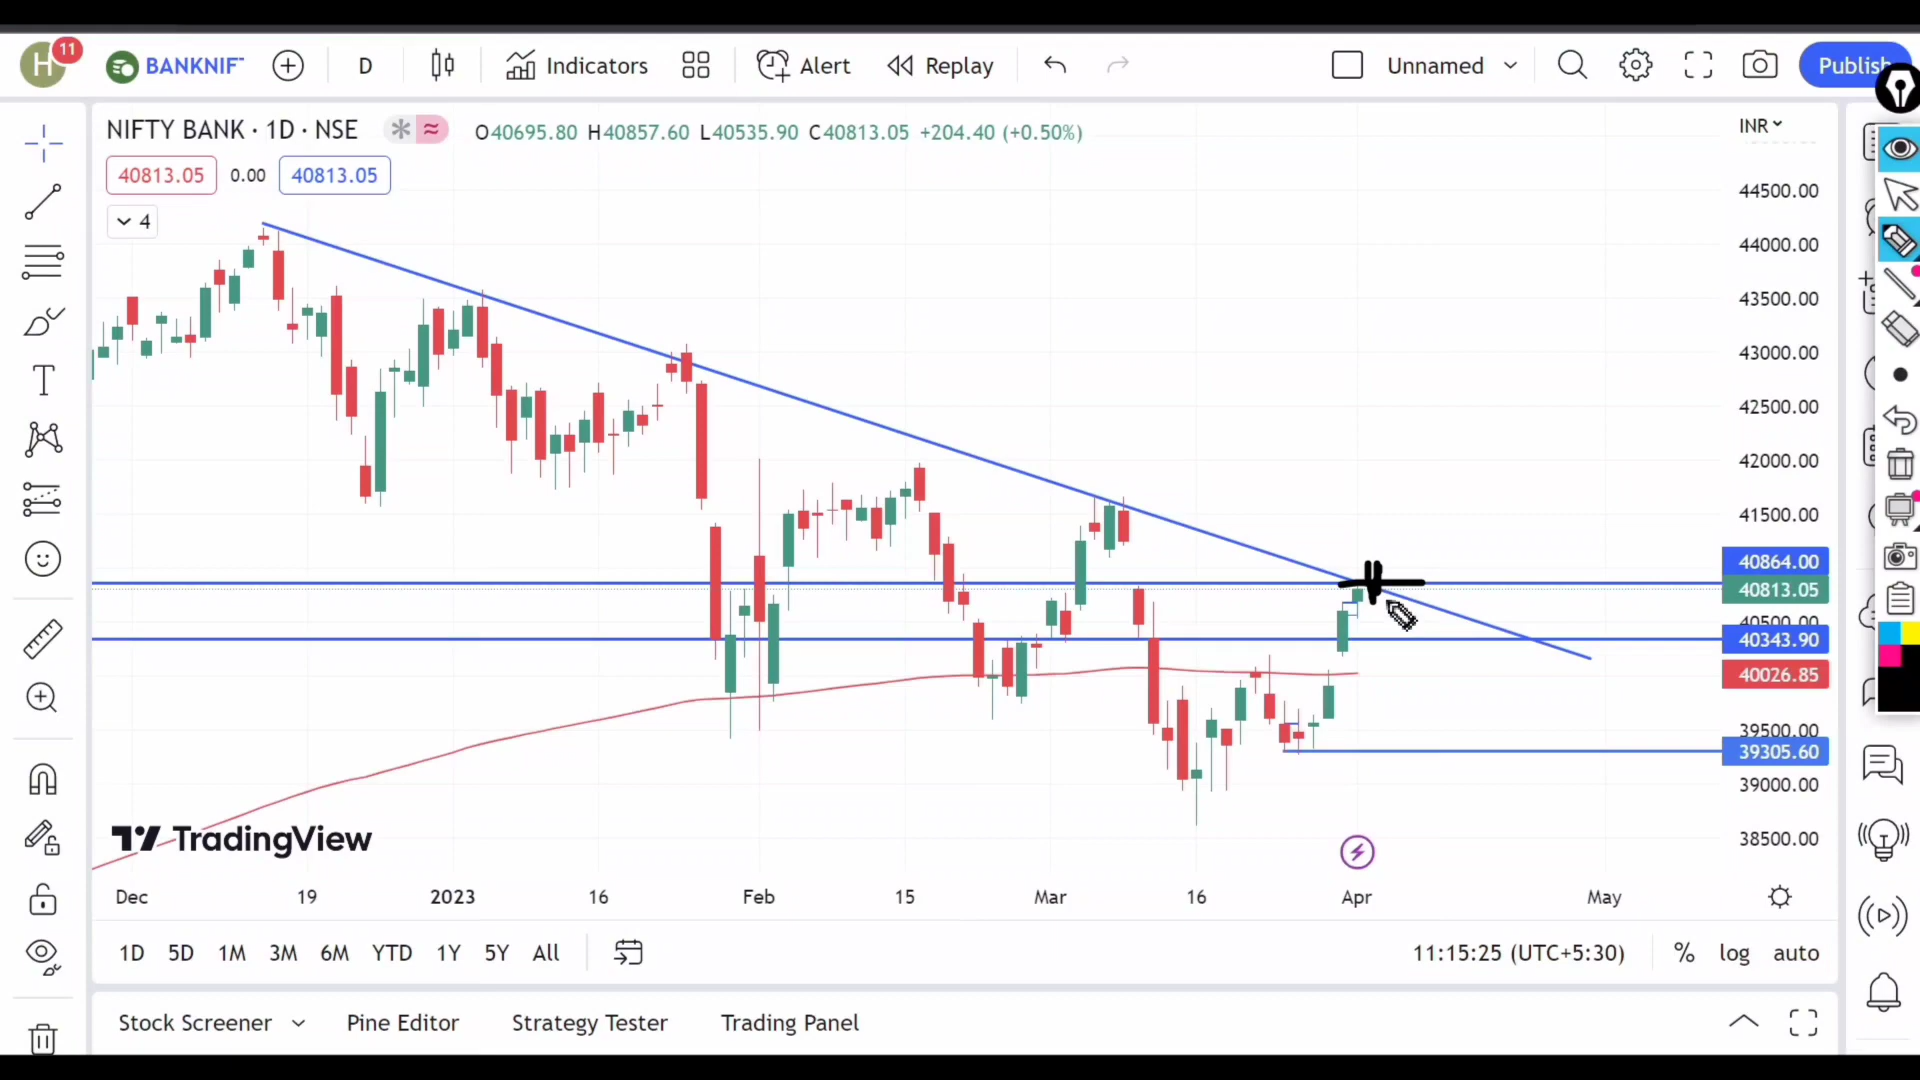 H 11 BANKNIF D Indicators Alert Replay Unnamed Publish
NIFTY BANK · 1D · NSE O40695.80 H40857.60 L40535.90 C40813.05 +204.40 (+0.50%) INR
40813.05 0.00 40813.05
4
44500.00
44000.00
43500.00
43000.00
42500.00
42000.00
41500.00
40864.00
40813.05
40500.00
40343.90
40026.85
39500.00
39305.60
39000.00
38500.00
TradingView
Dec 19 2023 16 Feb 15 Mar 16 Apr May
1D 5D 1M 3M 6M YTD 1Y 5Y All 11:15:25 (UTC+5:30) % log auto
Stock Screener Pine Editor Strategy Tester Trading Panel